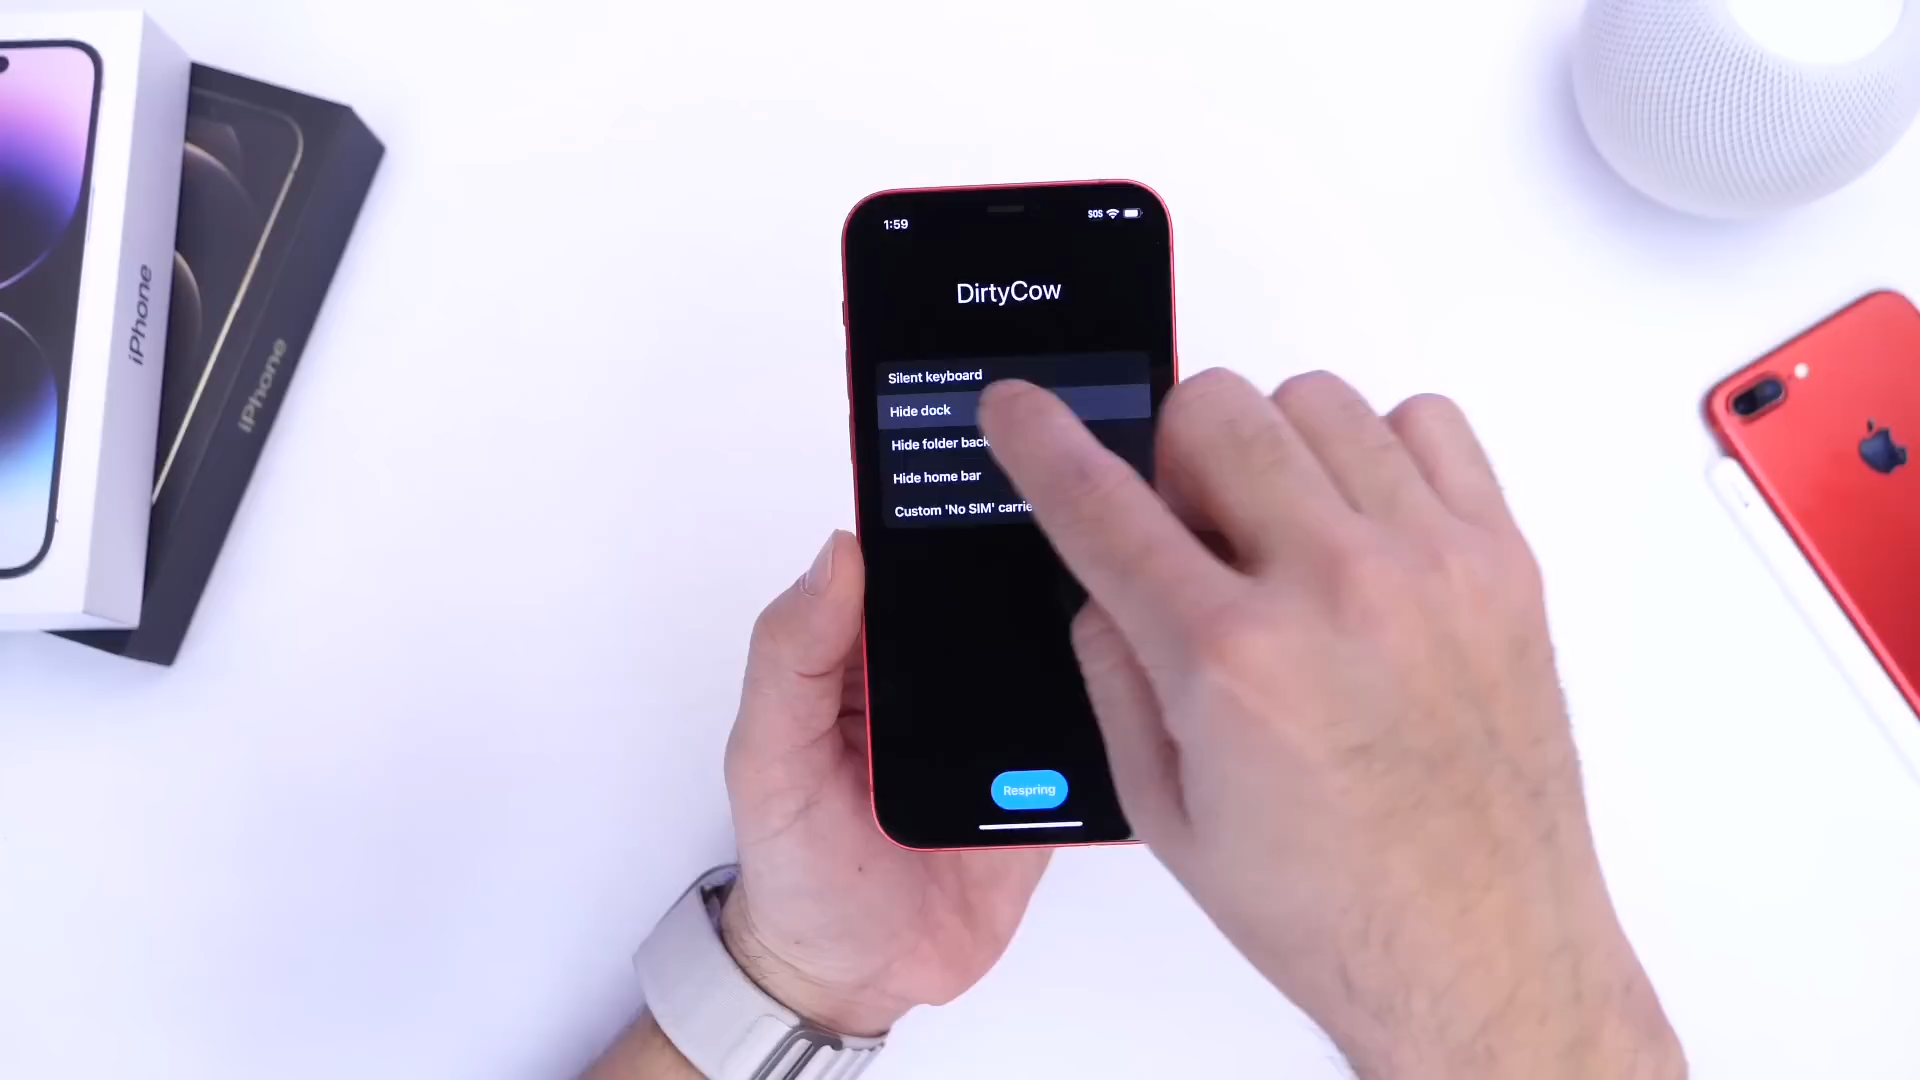 iPhone
iPhone
1:59
SOS
DirtyCow
Silent keyboard
Hide dock
Hide folder back
Hide home bar
Custom 'No SIM' carrie
Respring